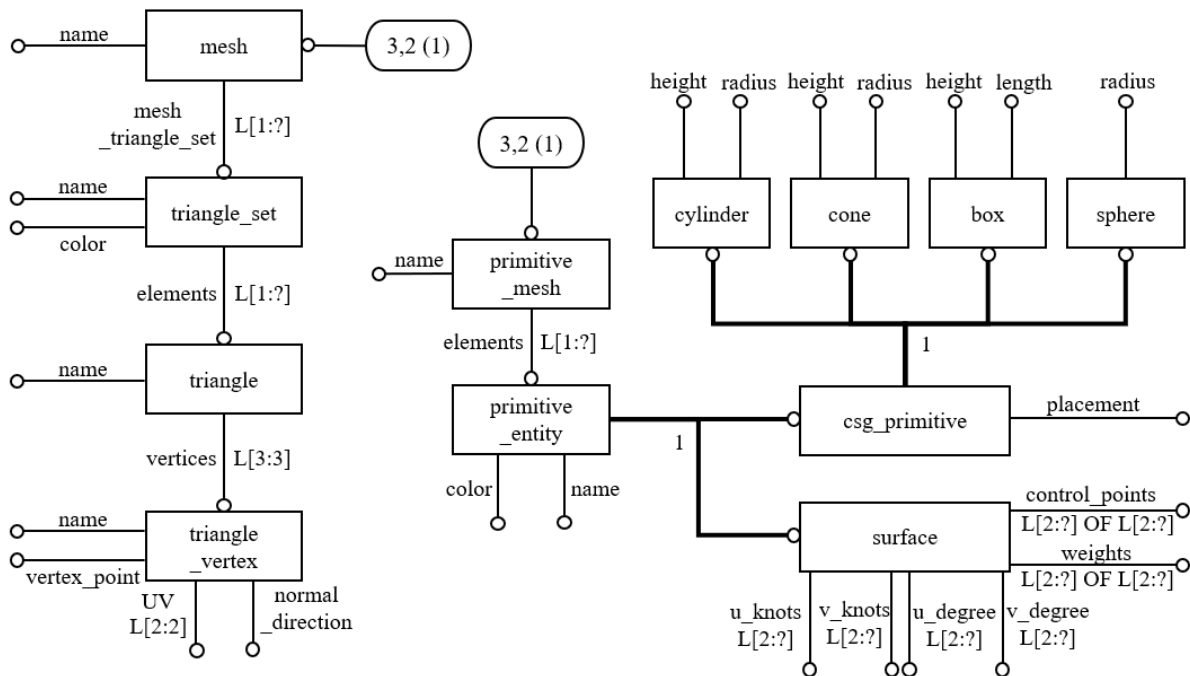 name
mesh
3,2 (1)
mesh
_triangle_set
L[1:?]
name
color
triangle_set
elements
L[1:?]
name
triangle
vertices
L[3:3]
name
vertex_point
triangle
_vertex
UV
L[2:2]
normal
_direction
3,2 (1)
name
primitive
_mesh
elements
L[1:?]
primitive
_entity
color
name
1
height
radius
height
radius
height
length
radius
cylinder
cone
box
sphere
1
csg_primitive
placement
surface
control_points
L[2:?] OF L[2:?]
weights
L[2:?] OF L[2:?]
u_knots
L[2:?]
v_knots
L[2:?]
u_degree
L[2:?]
v_degree
L[2:?]